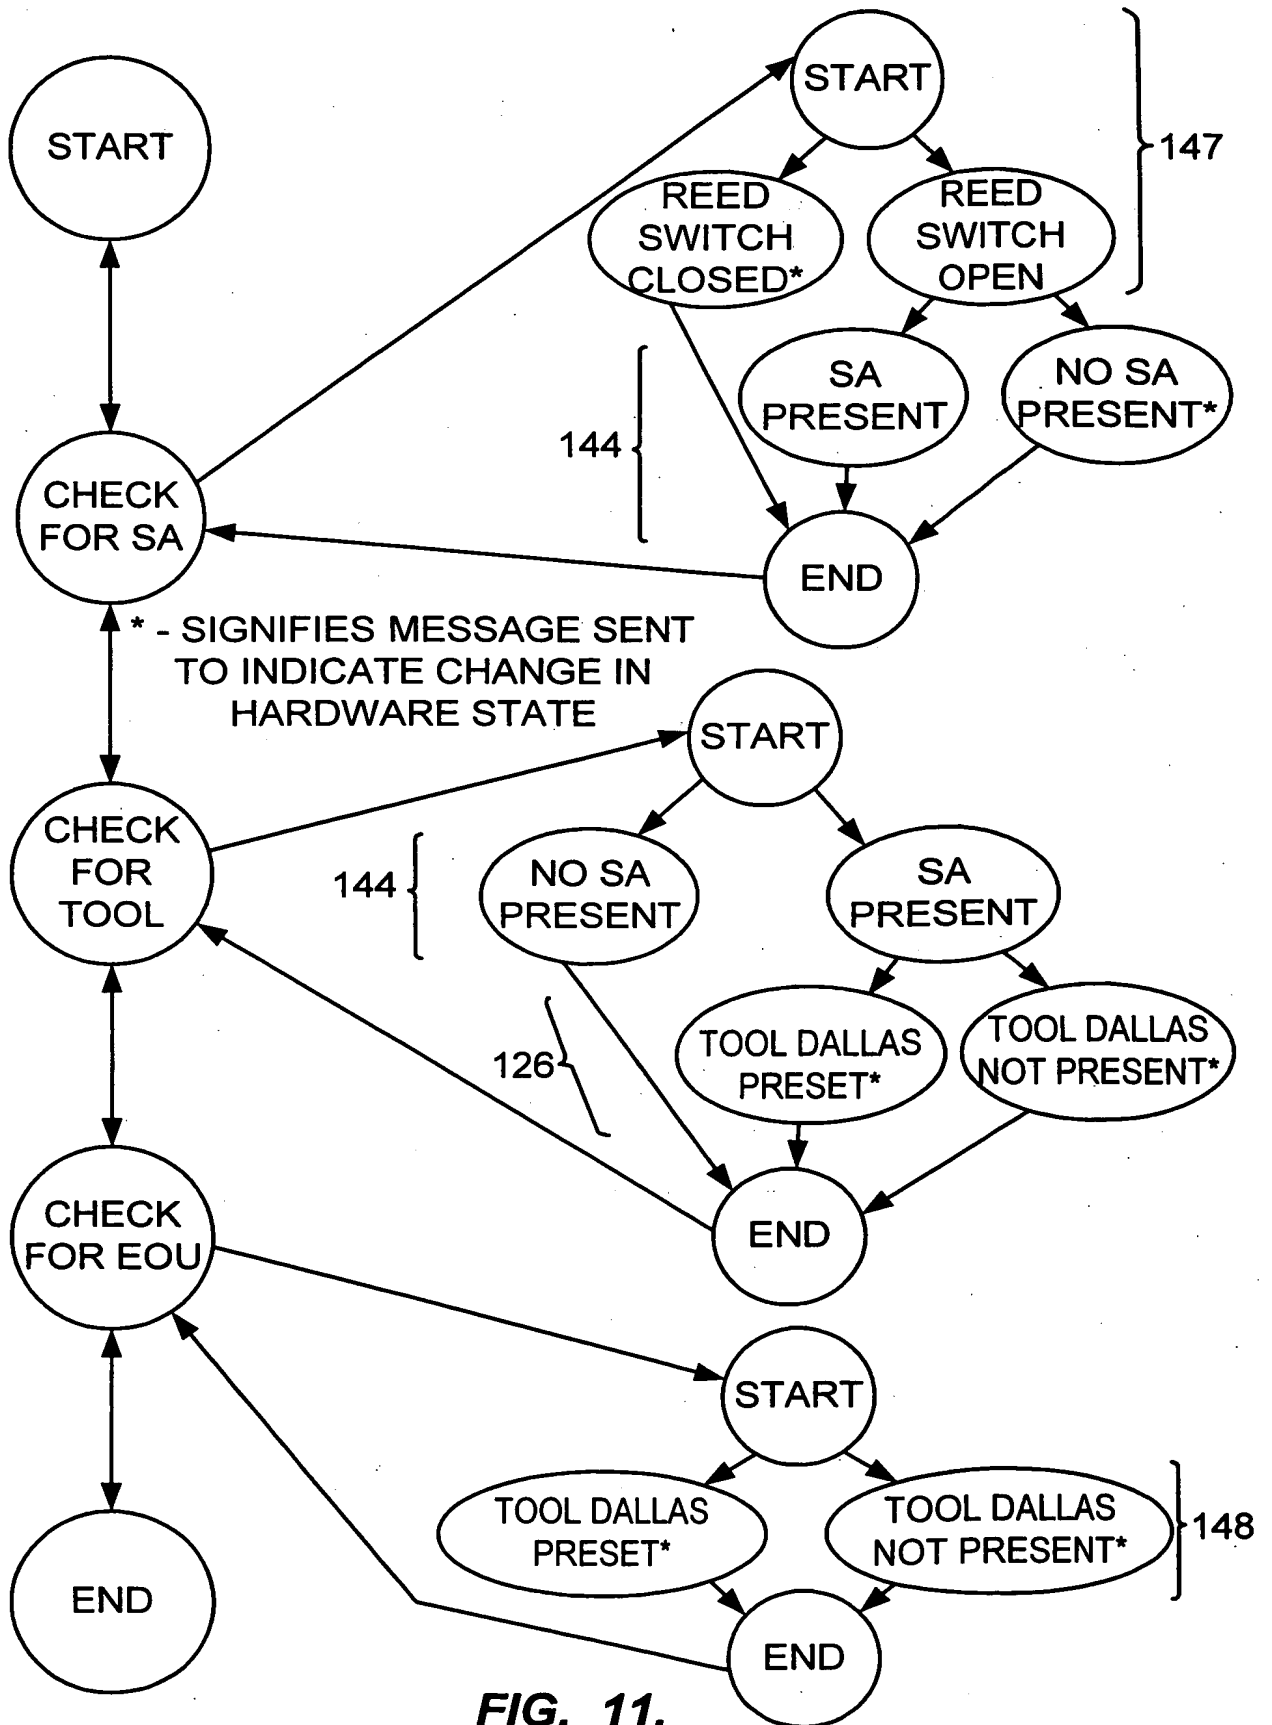 START
START
147
REED
SWITCH
CLOSED*
REED
SWITCH
OPEN
SA
PRESENT
NO SA
PRESENT*
144
CHECK
FOR SA
END
* - SIGNIFIES MESSAGE SENT
TO INDICATE CHANGE IN
HARDWARE STATE
START
CHECK
FOR
TOOL
144
NO SA
PRESENT
SA
PRESENT
126
TOOL DALLAS
PRESET*
TOOL DALLAS
NOT PRESENT*
CHECK
FOR EOU
END
START
TOOL DALLAS
PRESET*
TOOL DALLAS
NOT PRESENT*
148
END
END
FIG. 11.